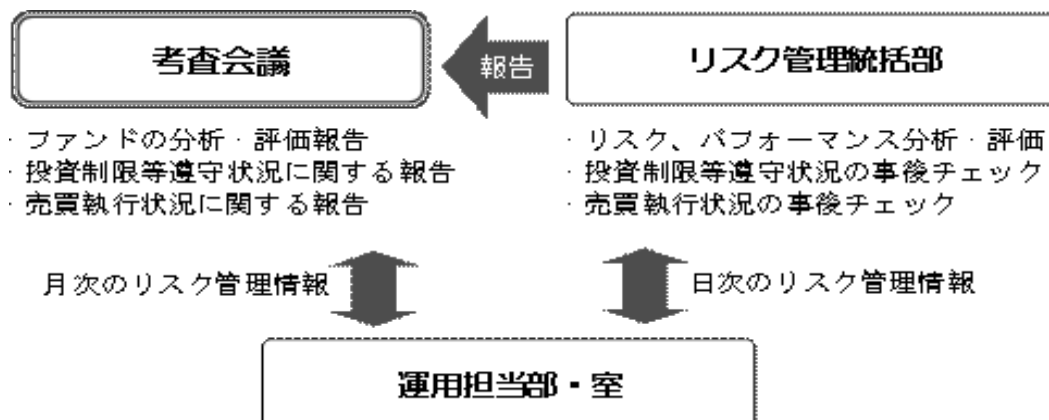 考査会議
報告
リスク管理統括部
・ファンドの分析・評価報告
・投資制限等遵守状況に関する報告
・売買執行状況に関する報告
・リスク、パフォーマンス分析・評価
・投資制限等遵守状況の事後チェック
・売買執行状況の事後チェック
月次のリスク管理情報
日次のリスク管理情報
運用担当部・室